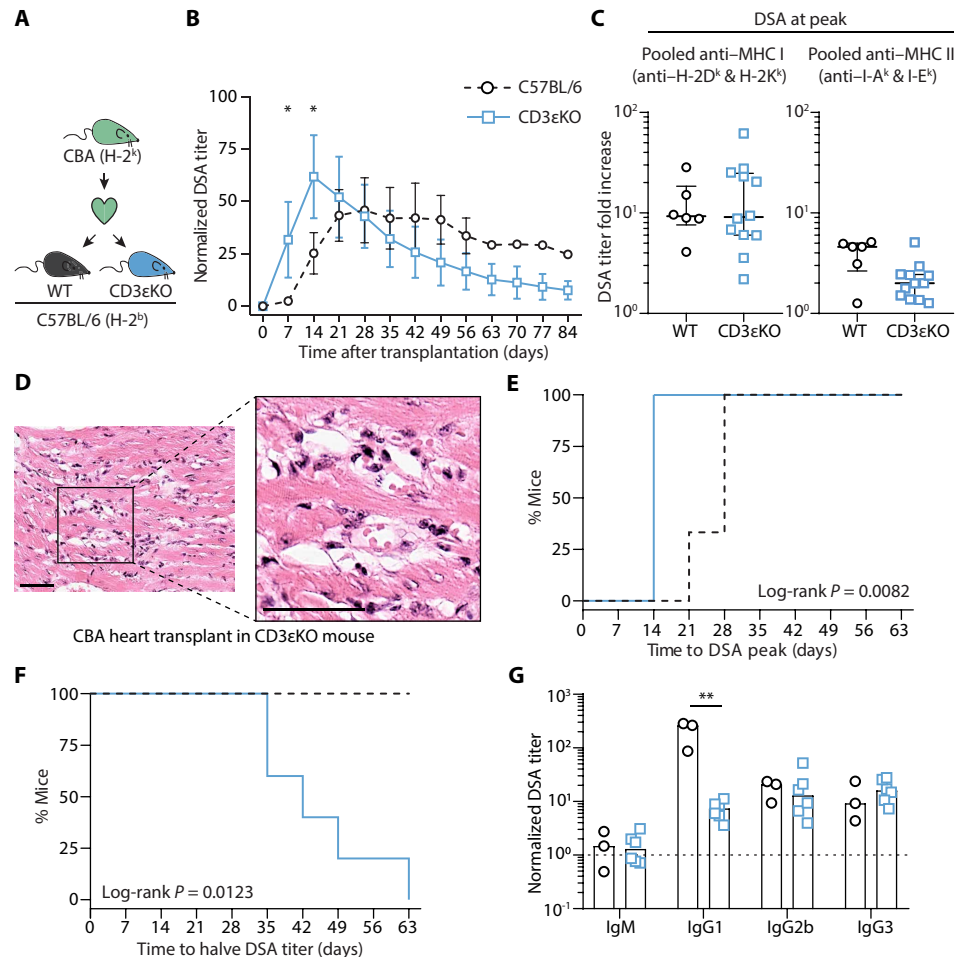 A
CBA (H-2ᵏ)
WT
CD3εKO
C57BL/6 (H-2ᵇ)
B
C57BL/6
CD3εKO
Normalized DSA titer
100
75
50
25
0
* *
0 7 14 21 28 35 42 49 56 63 70 77 84
Time after transplantation (days)
C
DSA at peak
Pooled anti–MHC I
(anti–H-2Dᵏ & H-2Kᵏ)
Pooled anti–MHC II
(anti–I-Aᵏ & I-Eᵏ)
DSA titer fold increase
10²
10¹
10⁰
WT CD3εKO
10²
10¹
10⁰
WT CD3εKO
D
CBA heart transplant in CD3εKO mouse
E
% Mice
100
75
50
25
0
Log-rank P = 0.0082
0 7 14 21 28 35 42 49 56 63
Time to DSA peak (days)
F
% Mice
100
75
50
25
0
Log-rank P = 0.0123
0 7 14 21 28 35 42 49 56 63
Time to halve DSA titer (days)
G
Normalized DSA titer
10³
10²
10¹
10⁰
10⁻¹
**
IgM IgG1 IgG2b IgG3